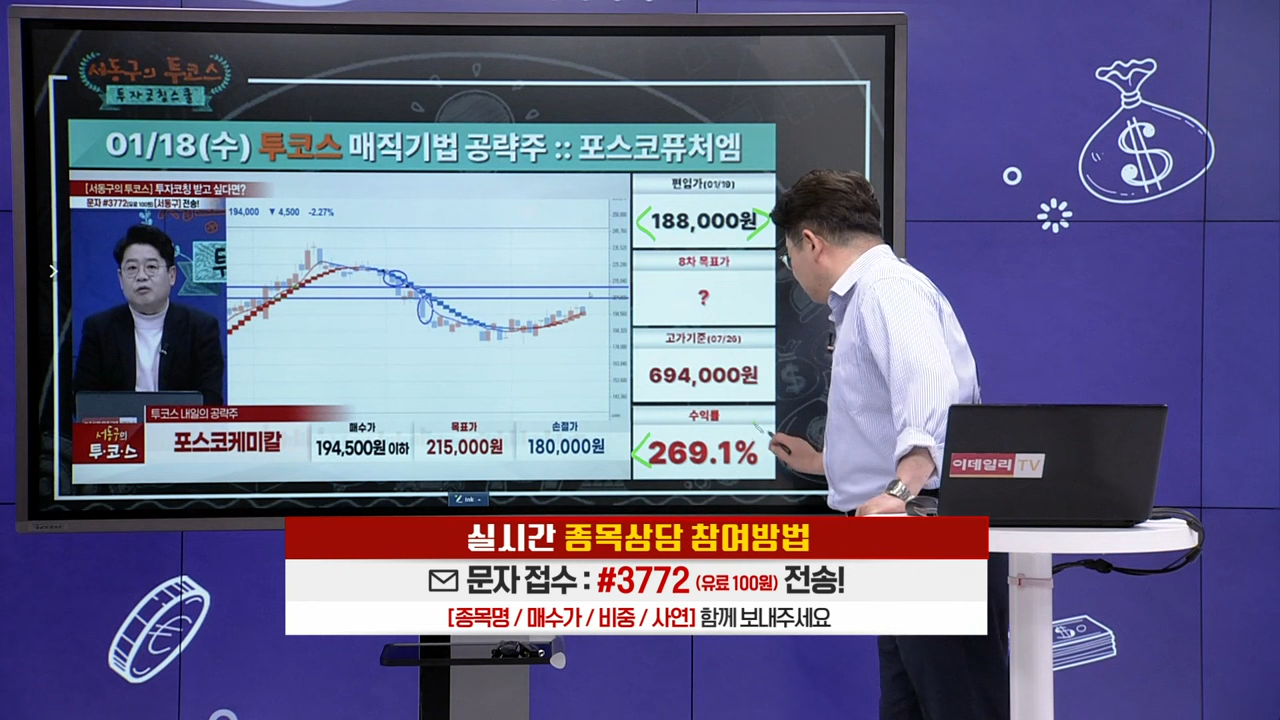 서동구의 투코스
투자코칭스쿨
01/18(수) 투코스 매직기법 공략주 :: 포스코퓨처엠
[서동구의 투코스] 투자코칭 받고 싶다면?
문자 #3772(유료 100원) [서동구] 전송!
194,000 ▼ 4,500 -2.27%
편입가(01/19)
188,000원
8차 목표가
?
고가기준(07/26)
694,000원
수익률
269.1%
투코스 내일의 공략주
서동구의
투·코·스
포스코케미칼
매수가
194,500원 이하
목표가
215,000원
손절가
180,000원
Ink
이데일리TV
실시간 종목상담 참여방법
문자 접수 : #3772 (유료 100원) 전송!
[종목명 / 매수가 / 비중 / 사연] 함께 보내주세요